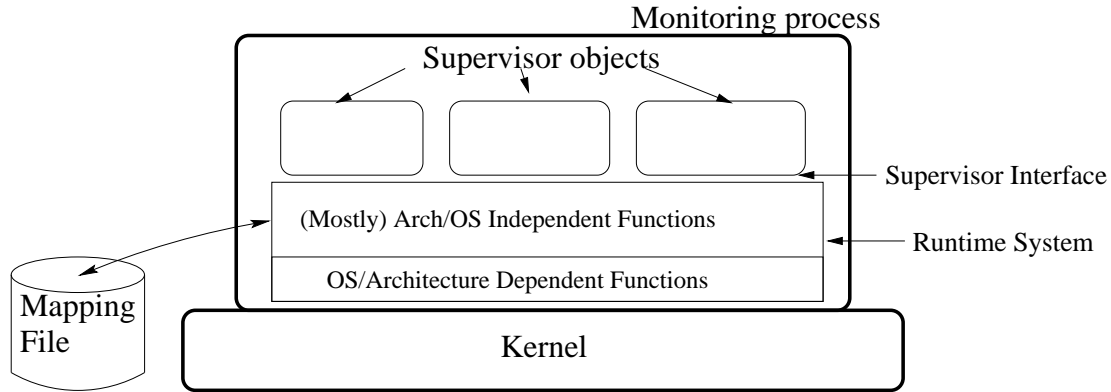 Monitoring process
Supervisor objects
Supervisor Interface
(Mostly) Arch/OS Independent Functions
Runtime System
OS/Architecture Dependent Functions
Mapping
File
Kernel